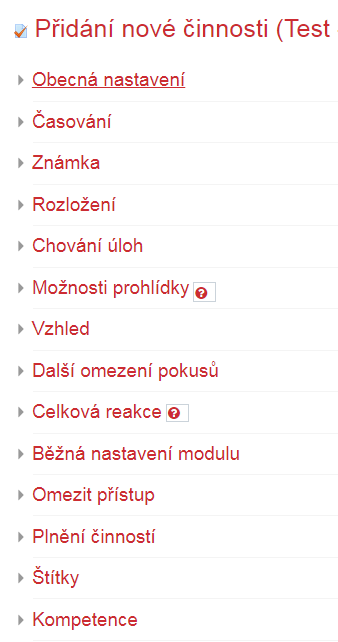 Přidání nové činnosti (Test
Obecná nastavení
Časování
Známka
Rozložení
Chování úloh
Možnosti prohlídky
Vzhled
Další omezení pokusů
Celková reakce
Běžná nastavení modulu
Omezit přístup
Plnění činností
Štítky
Kompetence